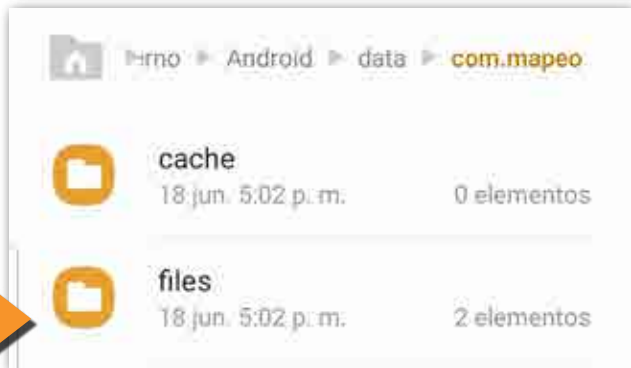 Android data com.mapeo
cache
18 jun. 5:02 p. m. 0 elementos
files
18 jun. 5:02 p. m. 2 elementos